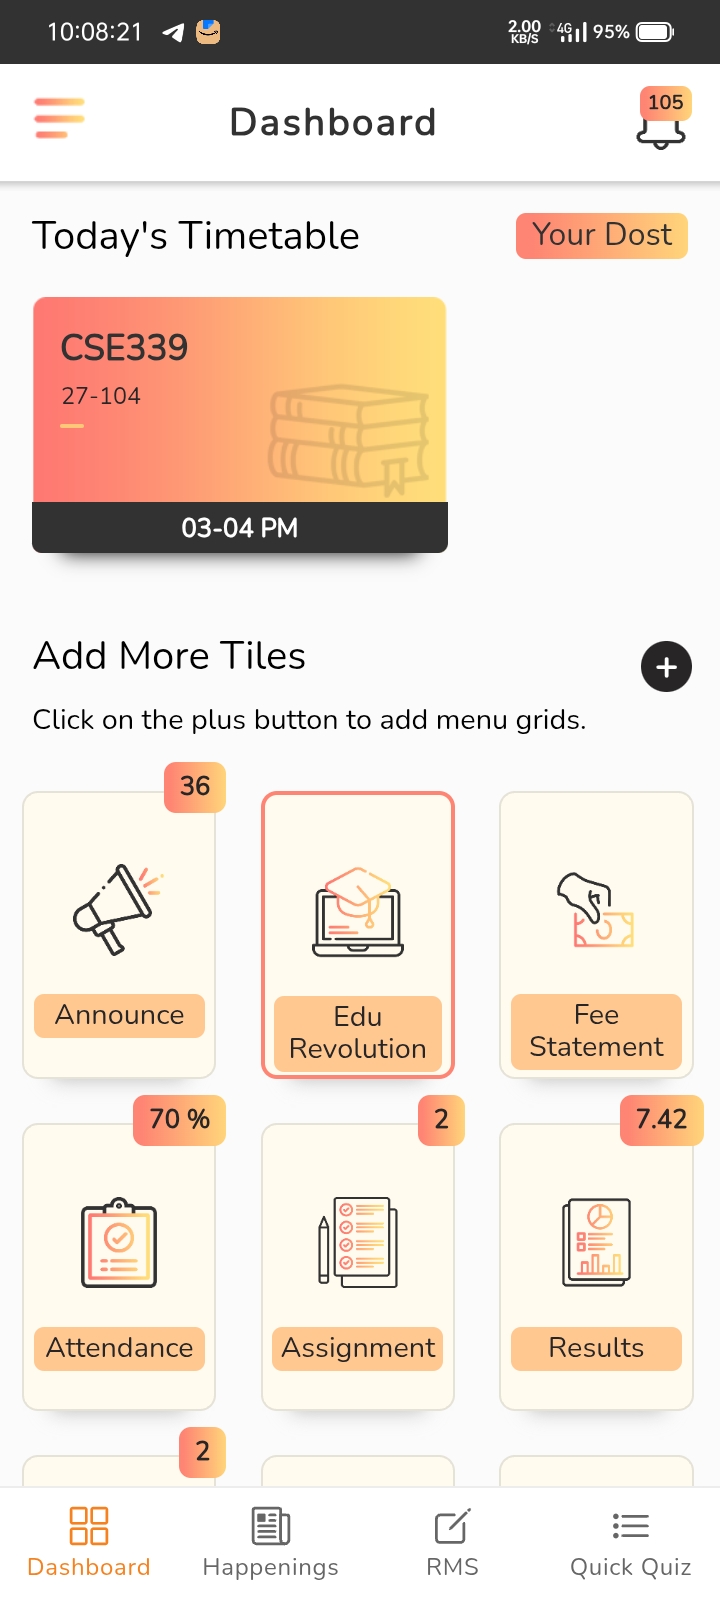 10:08:21
2.00
KB/S
4G
95%
Dashboard
105
Today's Timetable
Your Dost
CSE339
27-104
03-04 PM
Add More Tiles
Click on the plus button to add menu grids.
36
Announce
Edu
Revolution
Fee
Statement
70 %
2
7.42
Attendance
Assignment
Results
2
Dashboard
Happenings
RMS
Quick Quiz